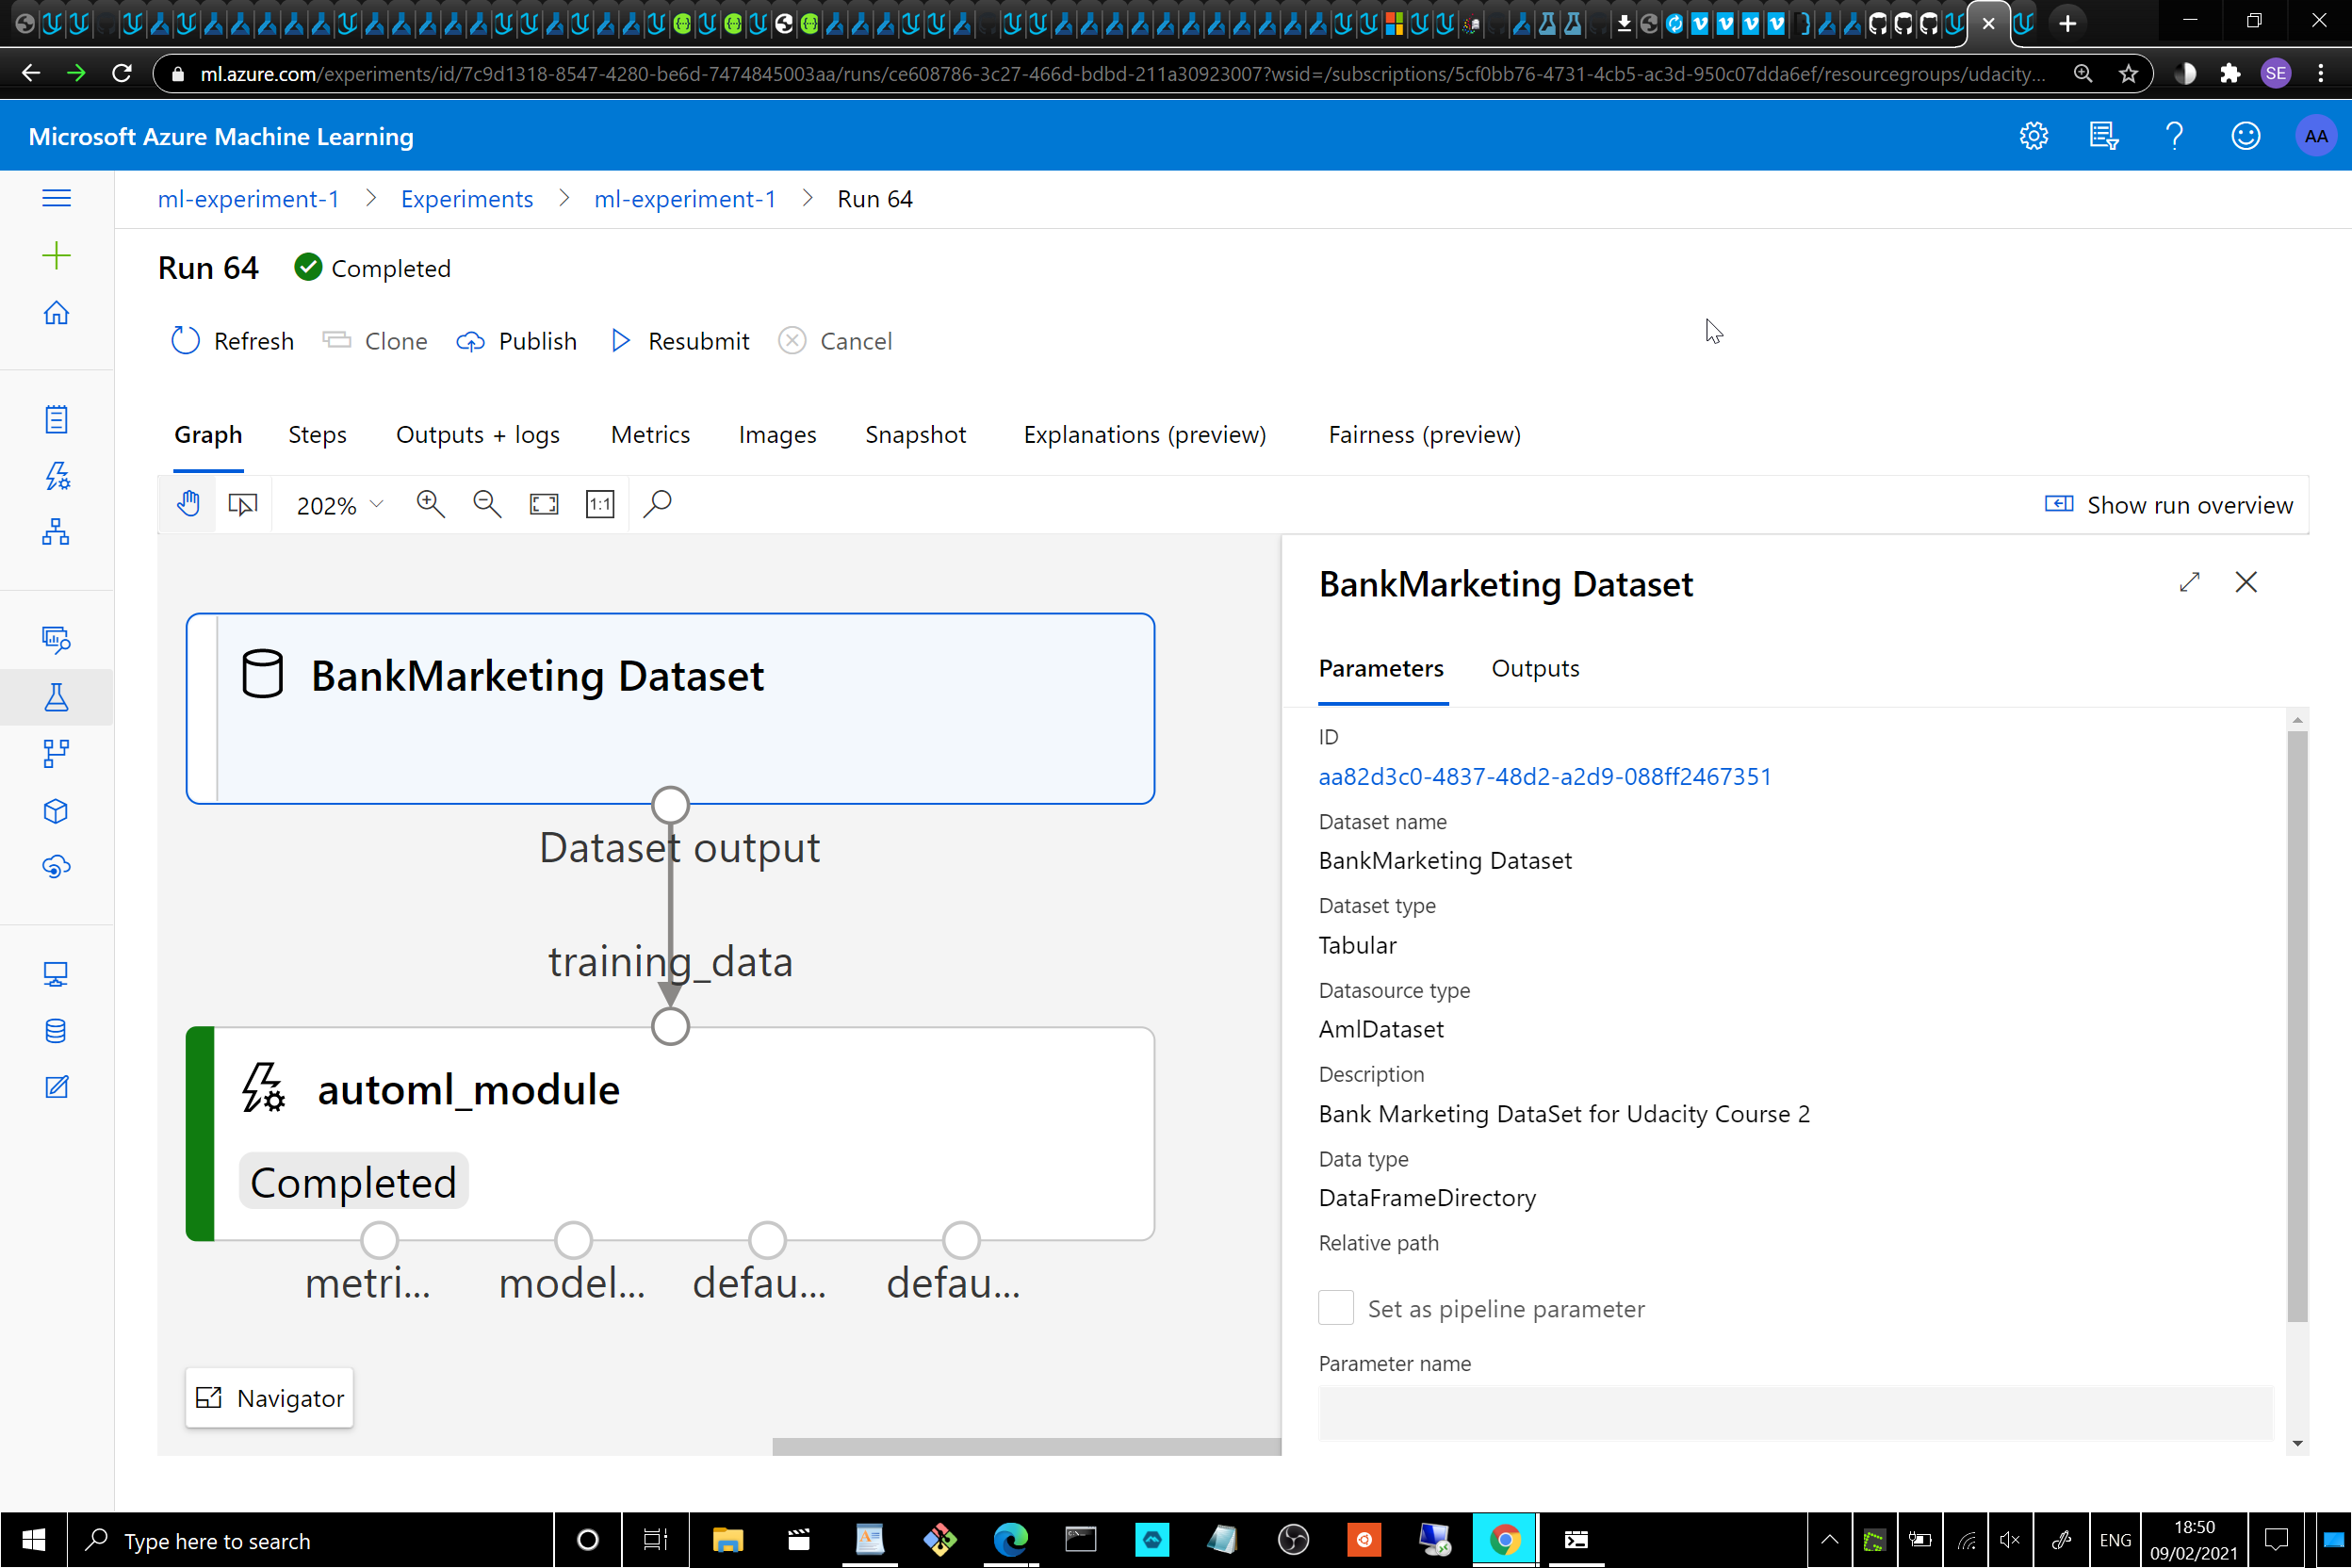 ml.azure.com/experiments/id/7c9d1318-8547-4280-be6d-7474845003aa/runs/ce608786-3c27-466d-bdbd-211a30923007?wsid=/subscriptions/5cf0bb76-4731-4cb5-ac3d-950c07dda6ef/resourcegroups/udacity...
SE
Microsoft Azure Machine Learning
AA
ml-experiment-1 > Experiments > ml-experiment-1 > Run 64
Run 64 Completed
Refresh Clone Publish Resubmit Cancel
Graph Steps Outputs + logs Metrics Images Snapshot Explanations (preview) Fairness (preview)
202% 1:1 Show run overview
BankMarketing Dataset
Dataset output
training_data
automl_module
Completed
metri... model... defau... defau...
Navigator
BankMarketing Dataset
Parameters Outputs
ID
aa82d3c0-4837-48d2-a2d9-088ff2467351
Dataset name
BankMarketing Dataset
Dataset type
Tabular
Datasource type
AmlDataset
Description
Bank Marketing DataSet for Udacity Course 2
Data type
DataFrameDirectory
Relative path
Set as pipeline parameter
Parameter name
Type here to search
ENG
18:50
09/02/2021